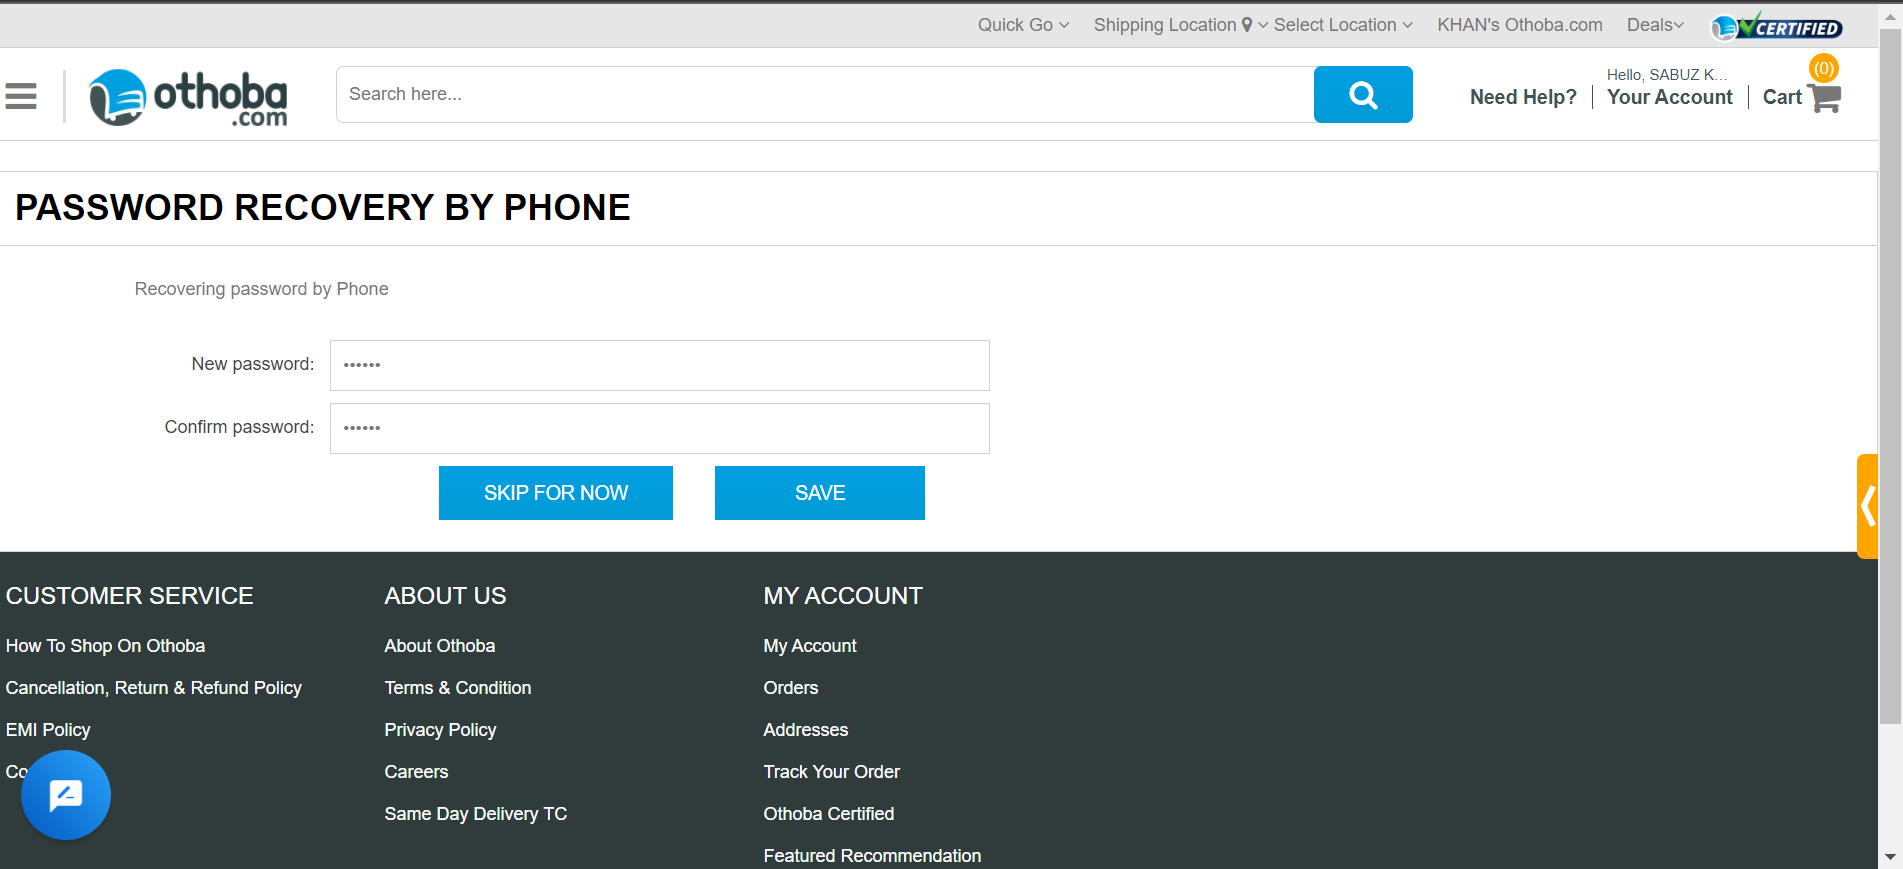 Quick Go Shipping Location Select Location KHAN's Othoba.com Deals CERTIFIED
othoba
.com
Search here...
Need Help?
Hello, SABUZ K...
Your Account
(0)
Cart
PASSWORD RECOVERY BY PHONE
Recovering password by Phone
New password: ••••••
Confirm password: ••••••
SKIP FOR NOW SAVE
CUSTOMER SERVICE
How To Shop On Othoba
Cancellation, Return & Refund Policy
EMI Policy
ABOUT US
About Othoba
Terms & Condition
Privacy Policy
Careers
Same Day Delivery TC
MY ACCOUNT
My Account
Orders
Addresses
Track Your Order
Othoba Certified
Featured Recommendation